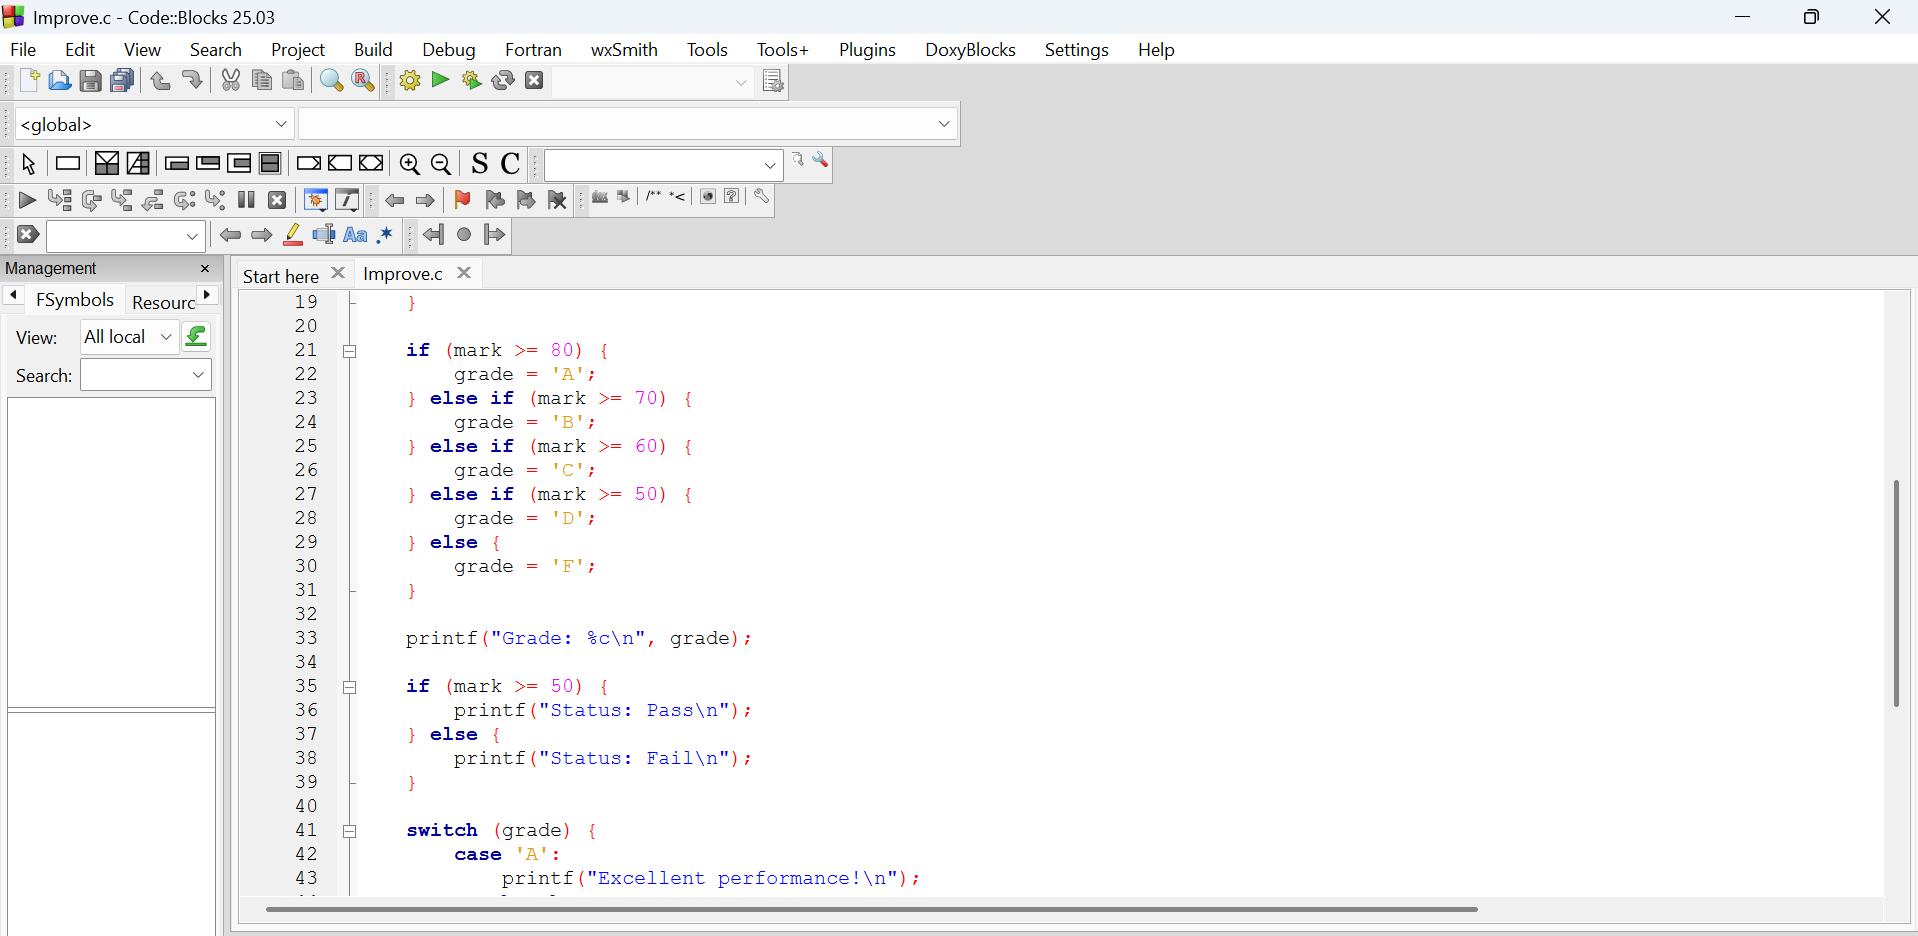 Improve.c - Code::Blocks 25.03
File Edit View Search Project Build Debug Fortran wxSmith Tools Tools+ Plugins DoxyBlocks Settings Help
<global>
S C
/** *<
Aa .*
Management
FSymbols Resourc
View: All local
Search:
Start here Improve.c
19 }
20
21 if (mark >= 80) {
22 grade = 'A';
23 } else if (mark >= 70) {
24 grade = 'B';
25 } else if (mark >= 60) {
26 grade = 'C';
27 } else if (mark >= 50) {
28 grade = 'D';
29 } else {
30 grade = 'F';
31 }
32
33 printf("Grade: %c\n", grade);
34
35 if (mark >= 50) {
36 printf("Status: Pass\n");
37 } else {
38 printf("Status: Fail\n");
39 }
40
41 switch (grade) {
42 case 'A':
43 printf("Excellent performance!\n");